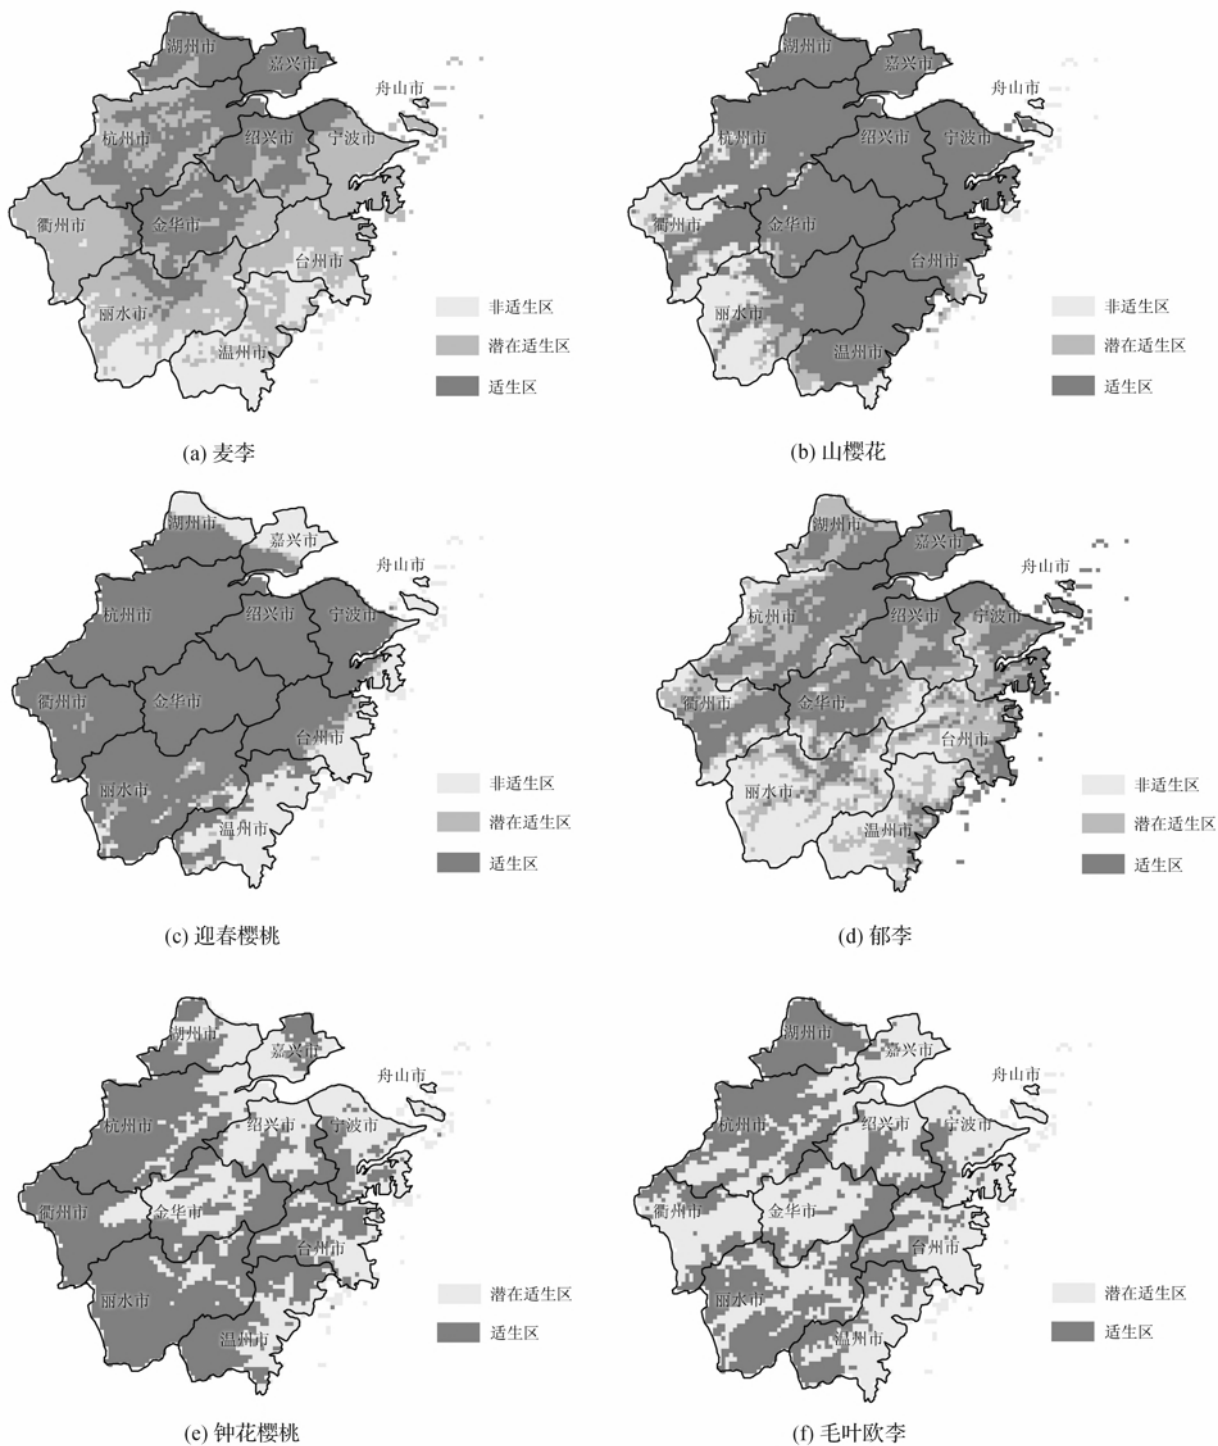 湖州市
嘉兴市
舟山市
杭州市
绍兴市
宁波市
衢州市
金华市
台州市
丽水市
温州市
非适生区
潜在适生区
适生区
(a) 麦李
湖州市
嘉兴市
舟山市
杭州市
绍兴市
宁波市
衢州市
金华市
台州市
丽水市
温州市
非适生区
潜在适生区
适生区
(b) 山樱花
湖州市
嘉兴市
舟山市
杭州市
绍兴市
宁波市
衢州市
金华市
台州市
丽水市
温州市
非适生区
潜在适生区
适生区
(c) 迎春樱桃
湖州市
嘉兴市
舟山市
杭州市
绍兴市
宁波市
衢州市
金华市
台州市
丽水市
温州市
非适生区
潜在适生区
适生区
(d) 郁李
湖州市
嘉兴市
舟山市
杭州市
绍兴市
宁波市
衢州市
金华市
台州市
丽水市
温州市
潜在适生区
适生区
(e) 钟花樱桃
湖州市
嘉兴市
舟山市
杭州市
绍兴市
宁波市
衢州市
金华市
台州市
丽水市
温州市
潜在适生区
适生区
(f) 毛叶欧李